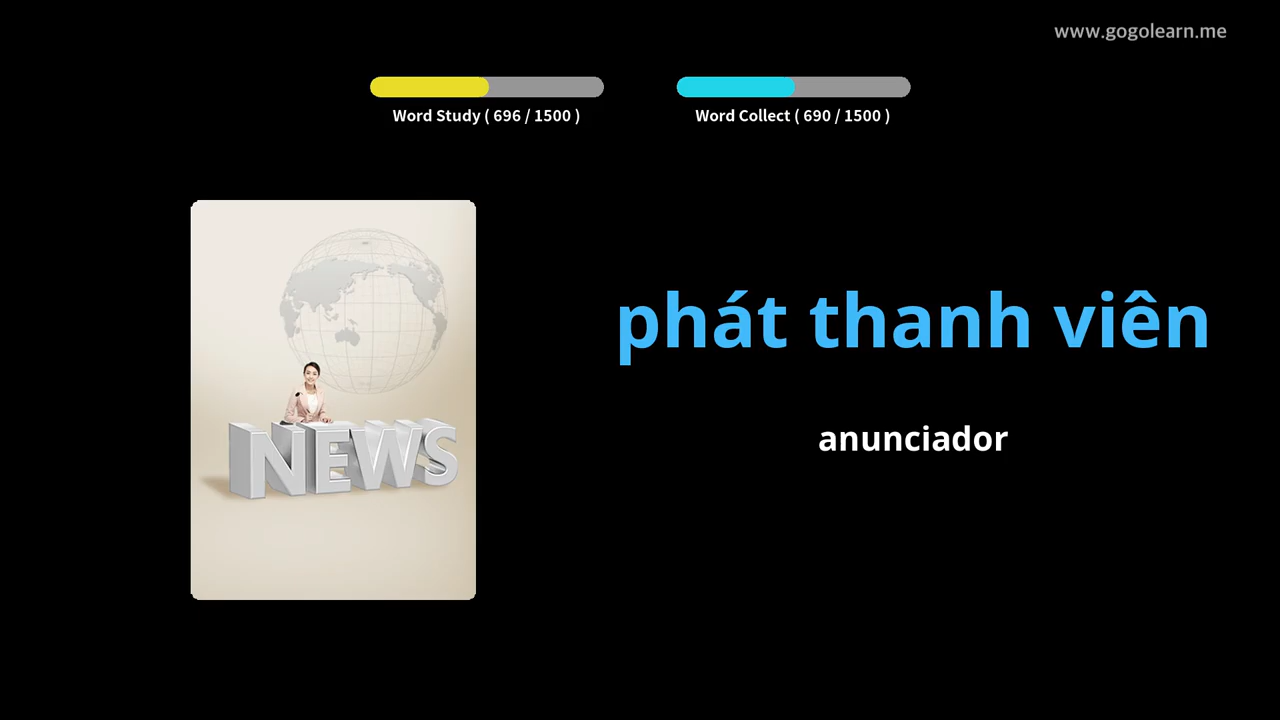 www.gogolearn.me
Word Study ( 696 / 1500 )
Word Collect ( 690 / 1500 )
NEWS
phát thanh viên
anunciador